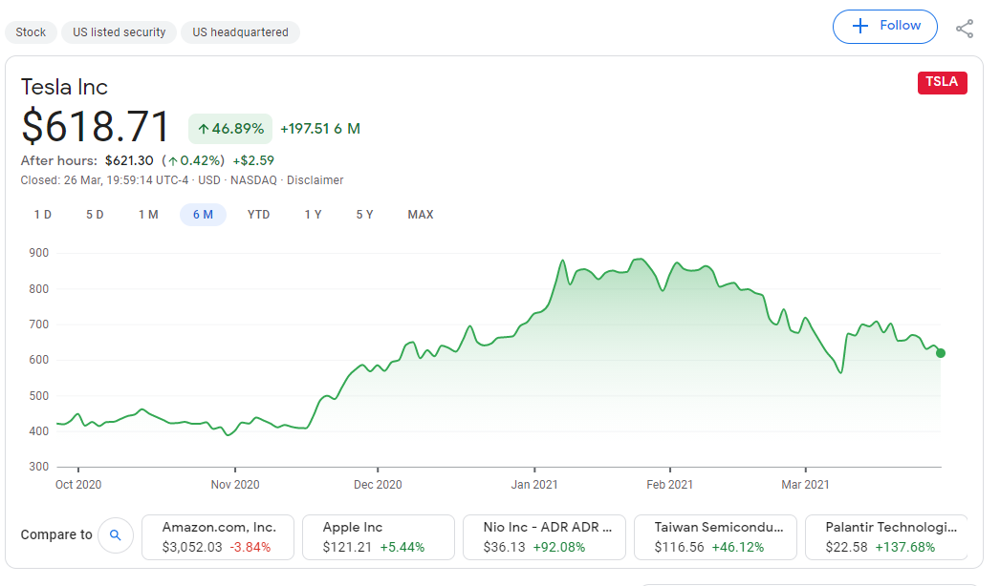 Stock US listed security US headquartered
Follow
Tesla Inc
TSLA
$618.71 ↑46.89% +197.51 6 M
After hours: $621.30 (↑0.42%) +$2.59
Closed: 26 Mar, 19:59:14 UTC-4 · USD · NASDAQ · Disclaimer
1 D 5 D 1 M 6 M YTD 1 Y 5 Y MAX
900
800
700
600
500
400
300
Oct 2020 Nov 2020 Dec 2020 Jan 2021 Feb 2021 Mar 2021
Compare to
Amazon.com, Inc.
$3,052.03 -3.84%
Apple Inc
$121.21 +5.44%
Nio Inc - ADR ADR ...
$36.13 +92.08%
Taiwan Semicondu...
$116.56 +46.12%
Palantir Technologi...
$22.58 +137.68%